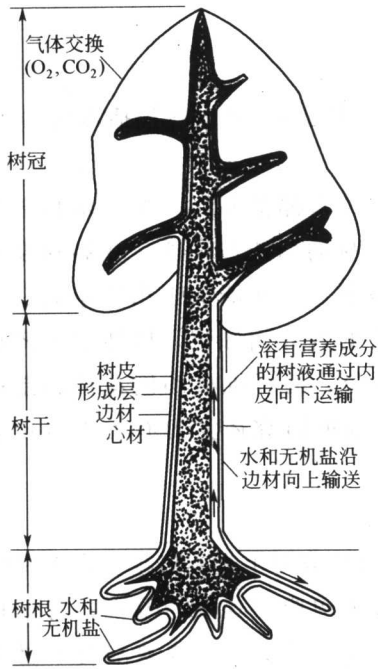 气体交换
(O₂,CO₂)
树冠
树皮
形成层
边材
心材
溶有营养成分
的树液通过内
皮向下运输
树干
水和无机盐沿
边材向上输送
树根
水和
无机盐